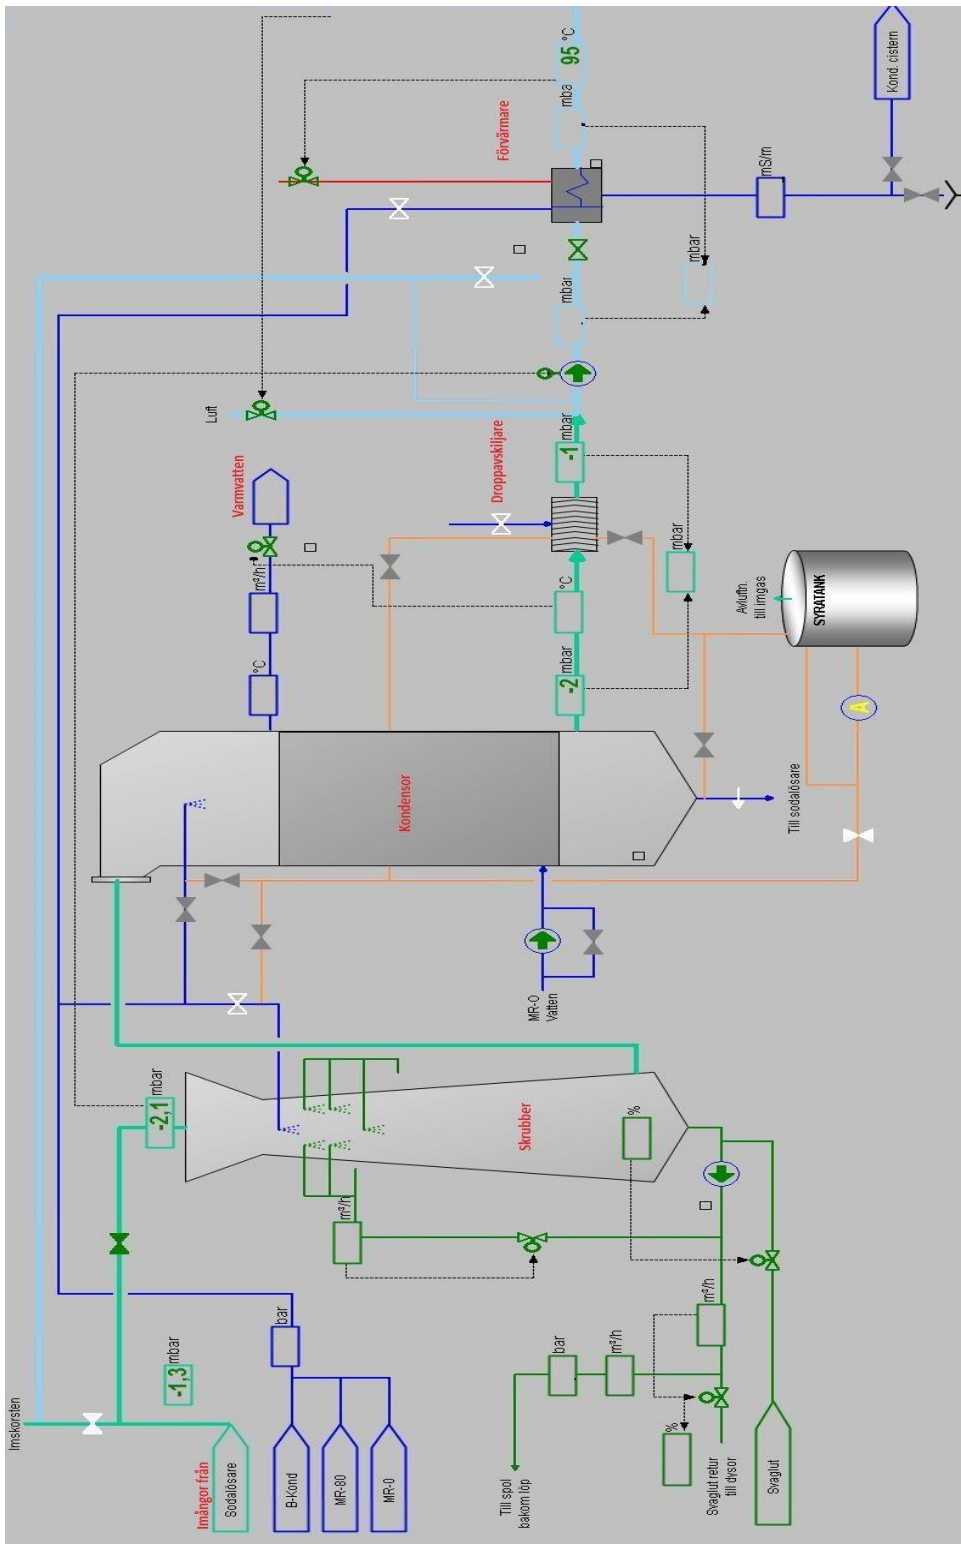 Imskorsten
Imångor från
Sodalösare
-1,3
mbar
B-Kond
MR-80
MR-0
bar
Till spol
bakom löp
bar
m³/h
%
Svaglut retur
till dysor
m³/h
Svaglut
-2,1
mbar
m³/h
Skrubber
%
MR-O
Vatten
Kondensor
Till sodalösare
°C
m³/h
Varmvatten
-2
mbar
°C
Droppavskiljare
-1
mbar
mbar
Avluftn.
till imgas
SYRATANK
A
Luft
mbar
mbar
Förvärmare
mba
95
°C
mS/m
Kond. cistern